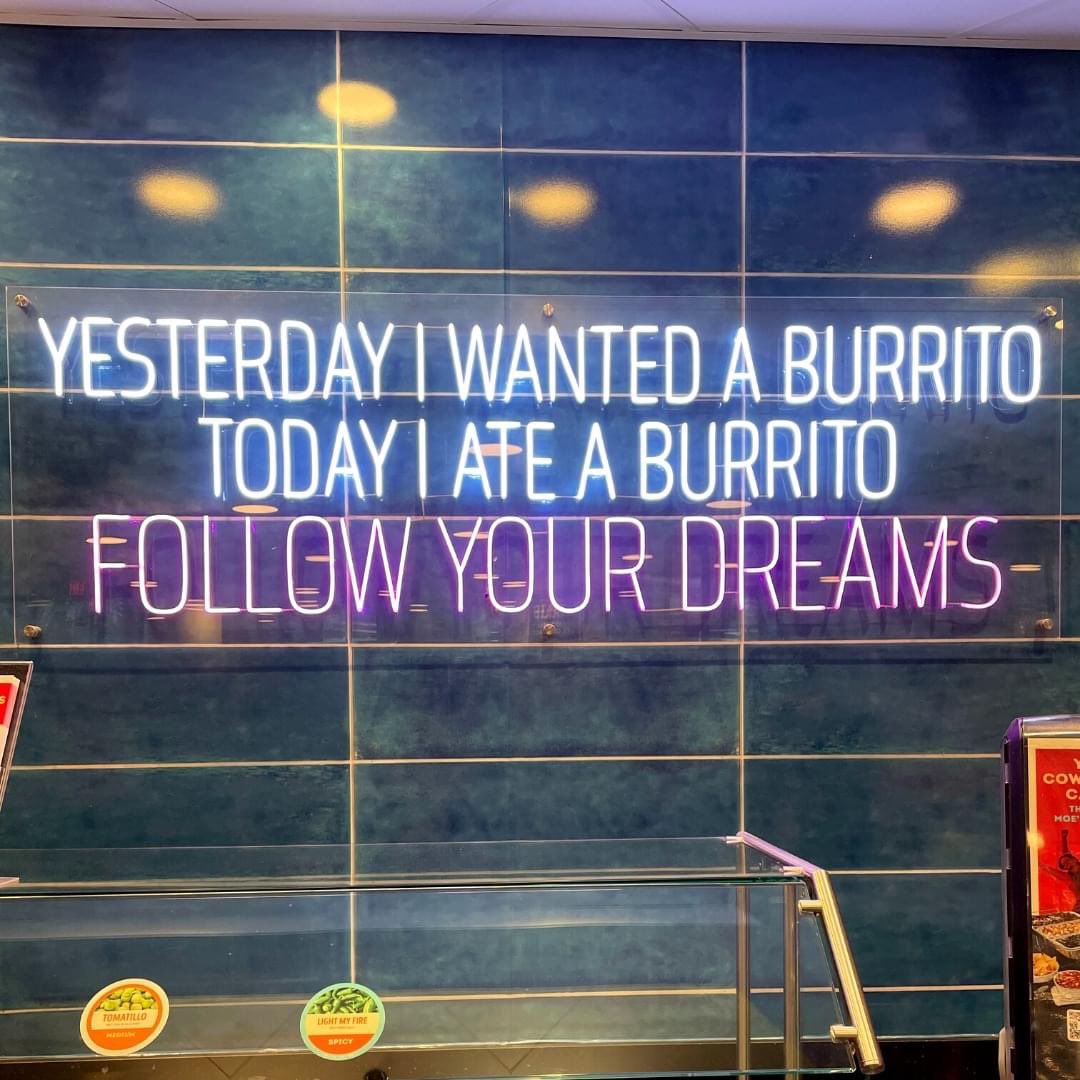 YESTERDAY I WANTED A BURRITO
TODAY I ATE A BURRITO
FOLLOW YOUR DREAMS
TOMATILLO
MEDIUM
LIGHT MY FIRE
SPICY